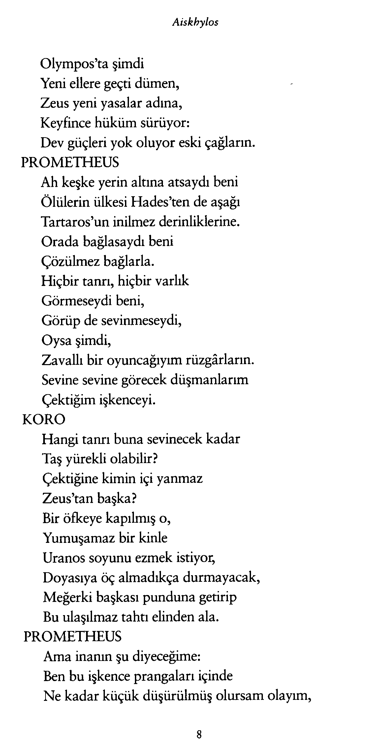 Aiskhylos
Olympos'ta şimdi
Yeni ellere geçti dümen,
Zeus yeni yasalar adına,
Keyfince hüküm sürüyor:
Dev güçleri yok oluyor eski çağların.
PROMETHEUS
Ah keşke yerin altına atsaydı beni
Ölülerin ülkesi Hades'ten de aşağı
Tartaros'un inilmez derinliklerine.
Orada bağlasaydı beni
Çözülmez bağlarla.
Hiçbir tanrı, hiçbir varlık
Görmeseydi beni,
Görüp de sevinmeseydi,
Oysa şimdi,
Zavallı bir oyuncağıyım rüzgârların.
Sevine sevine görecek düşmanlarım
Çektiğim işkenceyi.
KORO
Hangi tanrı buna sevinecek kadar
Taş yürekli olabilir?
Çektiğine kimin içi yanmaz
Zeus'tan başka?
Bir öfkeye kapılmış o,
Yumuşamaz bir kinle
Uranos soyunu ezmek istiyor,
Doyasıya öç almadıkça durmayacak,
Meğerki başkası punduna getirip
Bu ulaşılmaz tahtı elinden ala.
PROMETHEUS
Ama inanın şu diyeceğime:
Ben bu işkence prangaları içinde
Ne kadar küçük düşürülmüş olursam olayım,
8